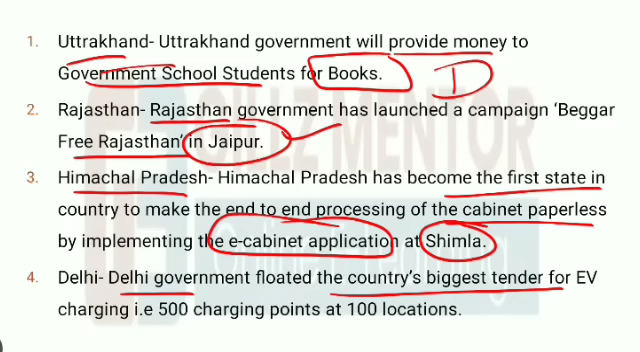 1. Uttrakhand- Uttrakhand government will provide money to
Government School Students for Books.
2. Rajasthan- Rajasthan government has launched a campaign ‘Beggar
Free Rajasthan’ in Jaipur.
3. Himachal Pradesh- Himachal Pradesh has become the first state in
country to make the end to end processing of the cabinet paperless
by implementing the e-cabinet application at Shimla.
4. Delhi- Delhi government floated the country’s biggest tender for EV
charging i.e 500 charging points at 100 locations.